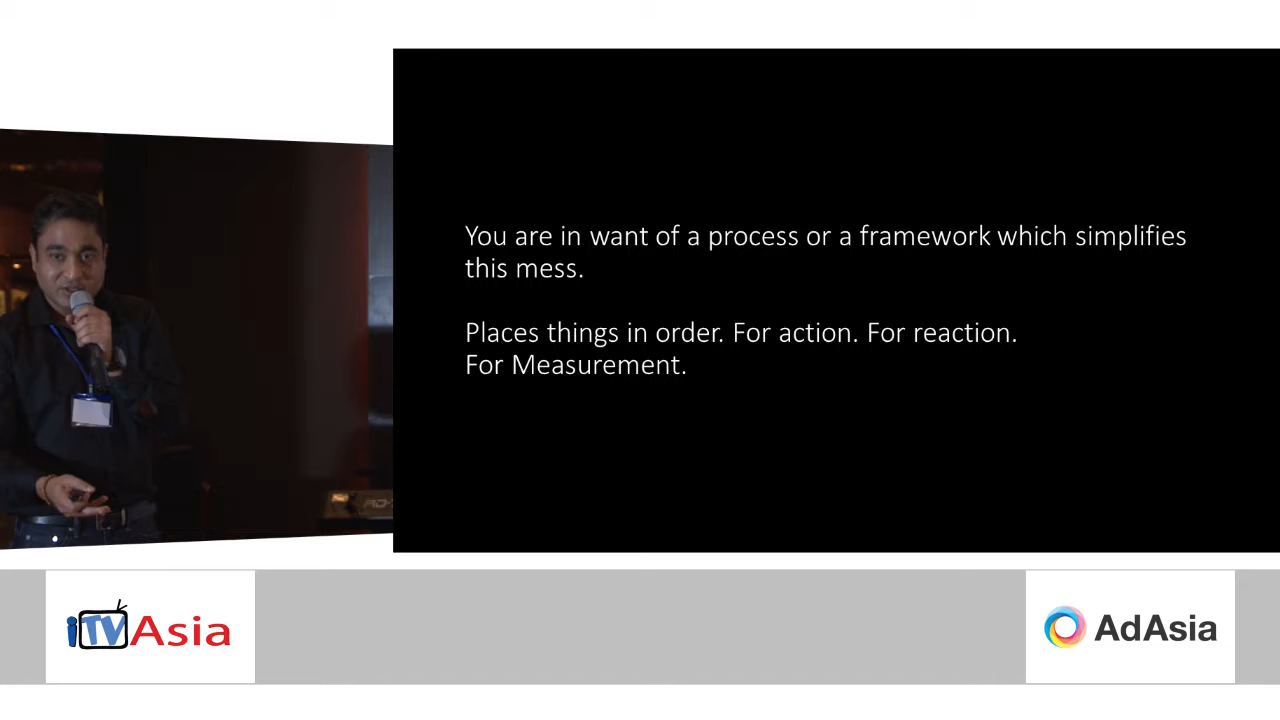 You are in want of a process or a framework which simplifies
this mess.
Places things in order. For action. For reaction.
For Measurement.
iTVAsia
AdAsia